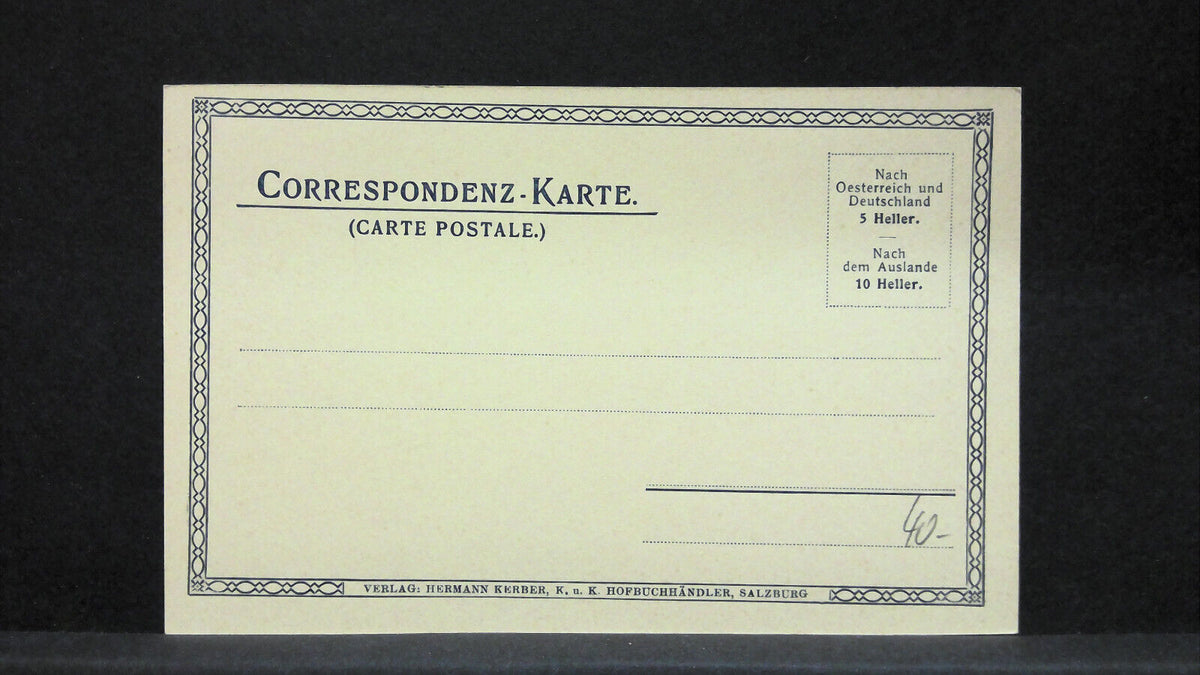 CORRESPONDENZ-KARTE.
(CARTE POSTALE.)
Nach
Oesterreich und
Deutschland
5 Heller.
Nach
dem Auslande
10 Heller.
40-
VERLAG: HERMANN KERBER, K. u. K. HOFBUCHHÄNDLER, SALZBURG